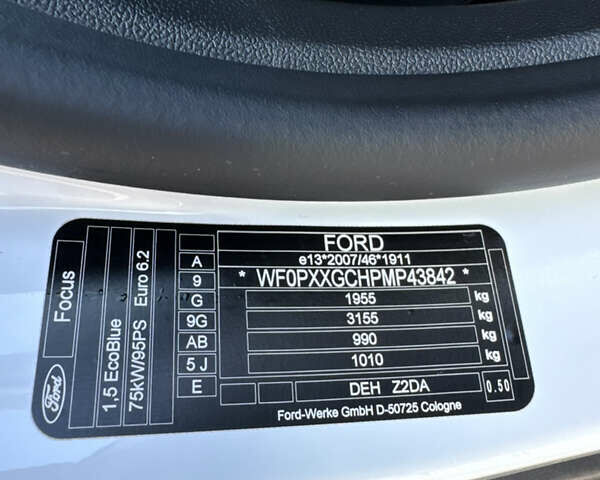 FORD
A e13*2007/46*1911
9 * WF0PXXGCHPMP43842 *
G 1955 kg
9G 3155 kg
AB 990 kg
5 J 1010 kg
E DEH Z2DA 0.50
Ford-Werke GmbH D-50725 Cologne
Focus
1,5 EcoBlue
75kW/95PS Euro 6.2
Ford